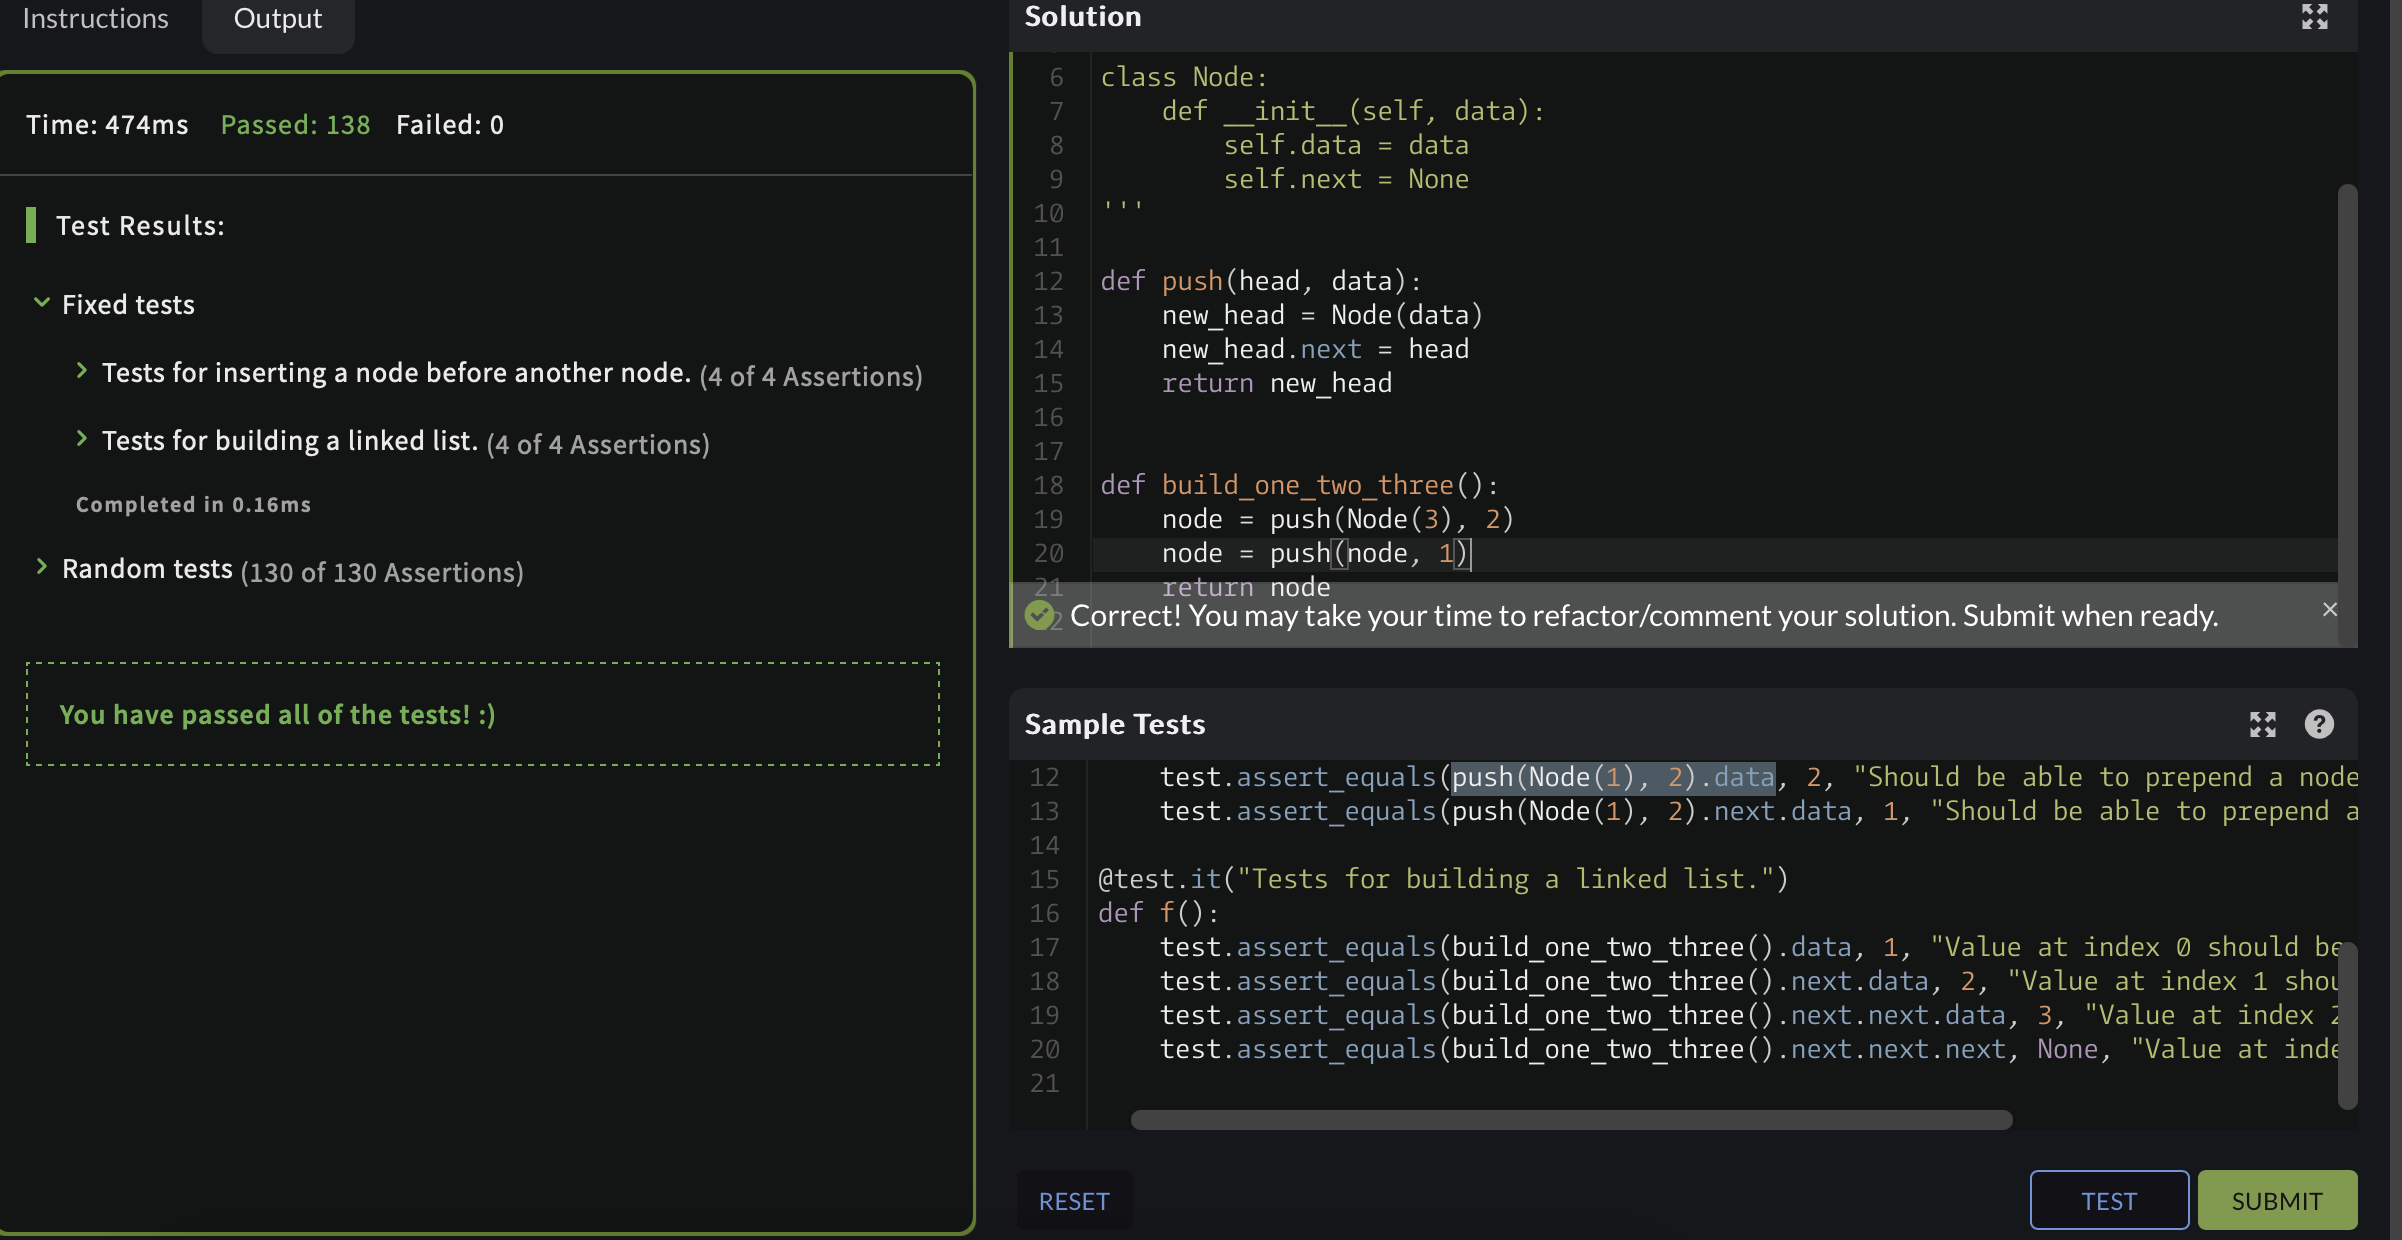 Instructions
Output
Time: 474ms Passed: 138 Failed: 0
Test Results:
Fixed tests
Tests for inserting a node before another node. (4 of 4 Assertions)
Tests for building a linked list. (4 of 4 Assertions)
Completed in 0.16ms
Random tests (130 of 130 Assertions)
You have passed all of the tests! :)
Solution
6 class Node:
7     def __init__(self, data):
8         self.data = data
9         self.next = None
10 '''
11
12 def push(head, data):
13     new_head = Node(data)
14     new_head.next = head
15     return new_head
16
17
18 def build_one_two_three():
19     node = push(Node(3), 2)
20     node = push(node, 1)
21     return node
Correct! You may take your time to refactor/comment your solution. Submit when ready.
Sample Tests
12     test.assert_equals(push(Node(1), 2).data, 2, "Should be able to prepend a node
13     test.assert_equals(push(Node(1), 2).next.data, 1, "Should be able to prepend a
14
15 @test.it("Tests for building a linked list.")
16 def f():
17     test.assert_equals(build_one_two_three().data, 1, "Value at index 0 should be
18     test.assert_equals(build_one_two_three().next.data, 2, "Value at index 1 shou
19     test.assert_equals(build_one_two_three().next.next.data, 3, "Value at index 2
20     test.assert_equals(build_one_two_three().next.next.next, None, "Value at inde
21
RESET
TEST
SUBMIT